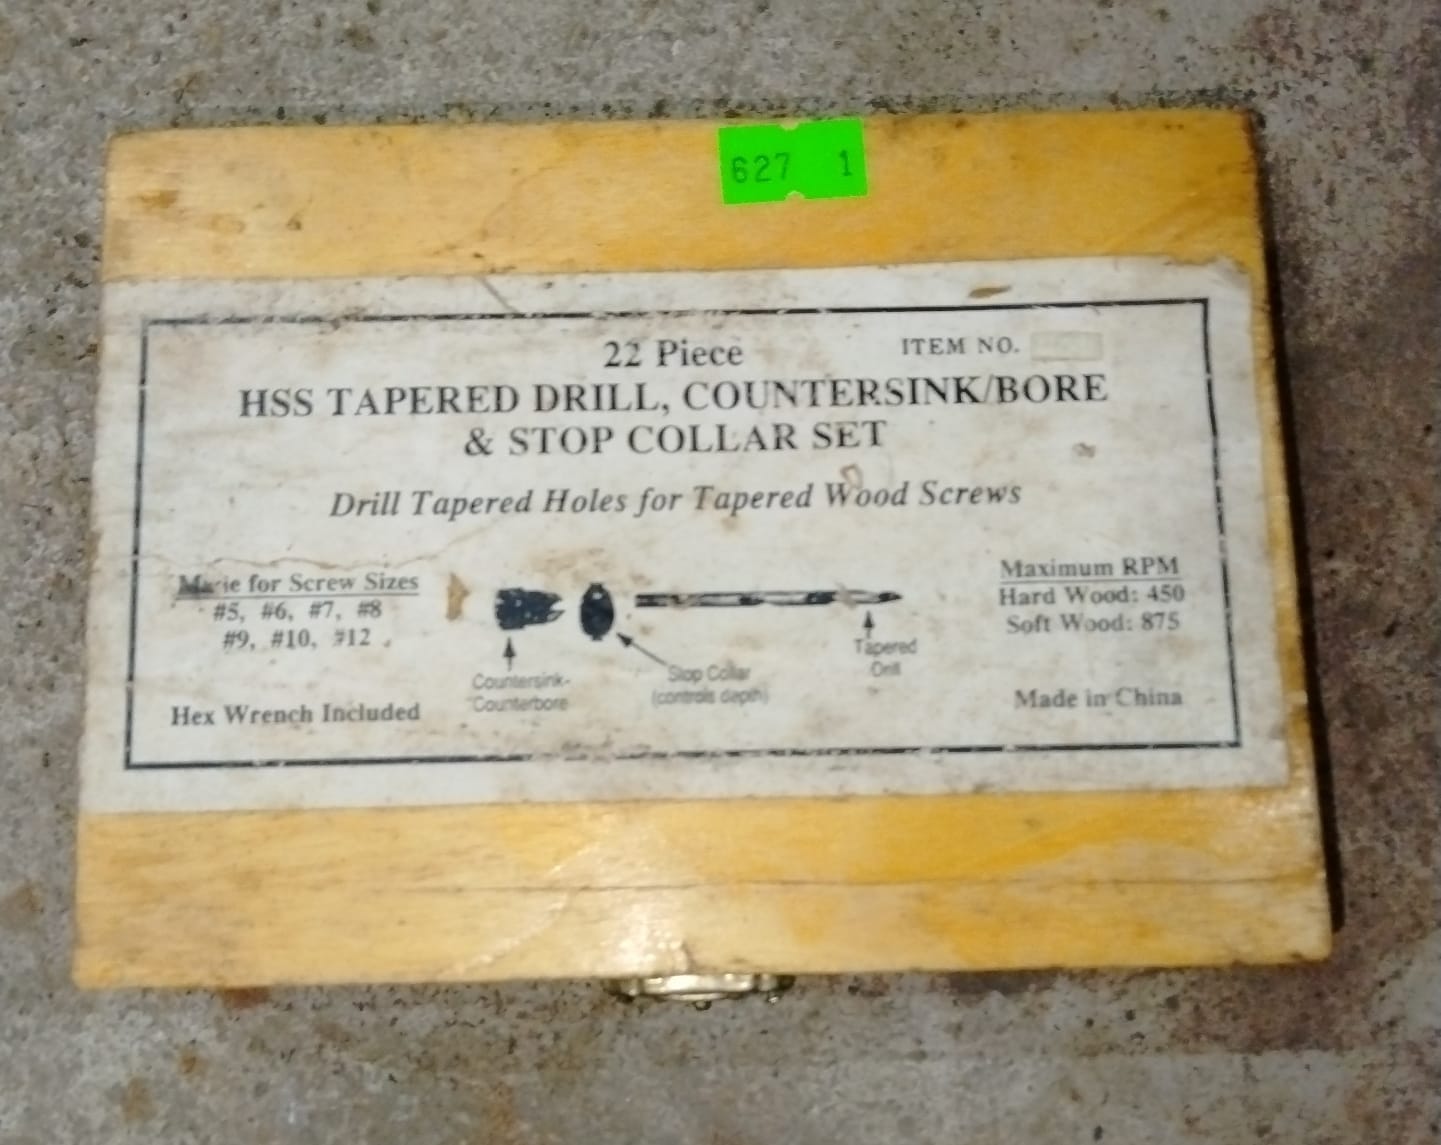 627 1
22 Piece
ITEM NO.
HSS TAPERED DRILL, COUNTERSINK/BORE
& STOP COLLAR SET
Drill Tapered Holes for Tapered Wood Screws
Made for Screw Sizes
#5, #6, #7, #8
#9, #10, #12
Hex Wrench Included
Countersink-
Counterbore
Stop Collar
(controls depth)
Tapered
Drill
Maximum RPM
Hard Wood: 450
Soft Wood: 875
Made in China